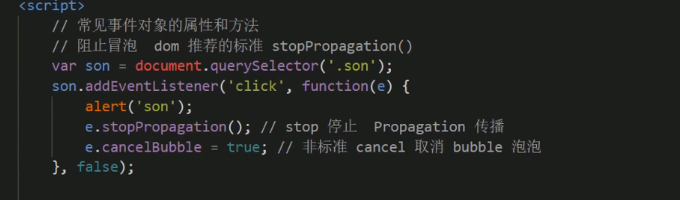 <script>
// 常见事件对象的属性和方法
// 阻止冒泡 dom 推荐的标准 stopPropagation()
var son = document.querySelector('.son');
son.addEventListener('click', function(e) {
alert('son');
e.stopPropagation(); // stop 停止 Propagation 传播
e.cancelBubble = true; // 非标准 cancel 取消 bubble 泡泡
}, false);